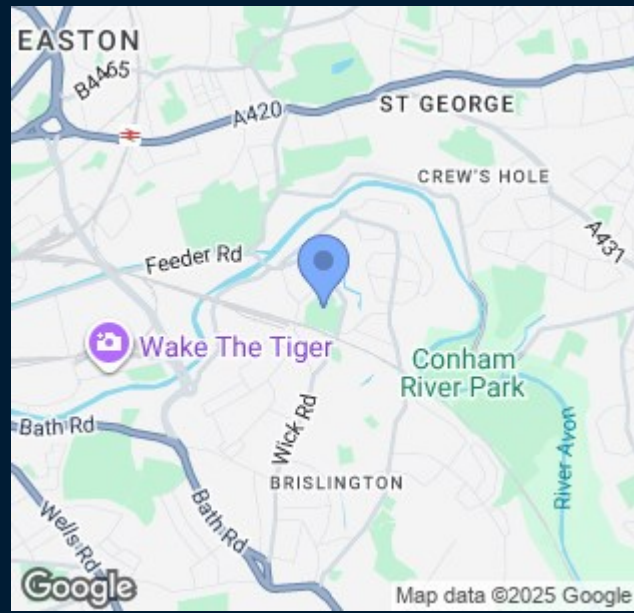 EASTON
B4465
A420
ST GEORGE
CREW'S HOLE
A431
Feeder Rd
Wake The Tiger
Conham
River Park
Bath Rd
Wick Rd
River Avon
BRISLINGTON
Wells Rd
Bath Rd
Google
Map data ©2025 Google